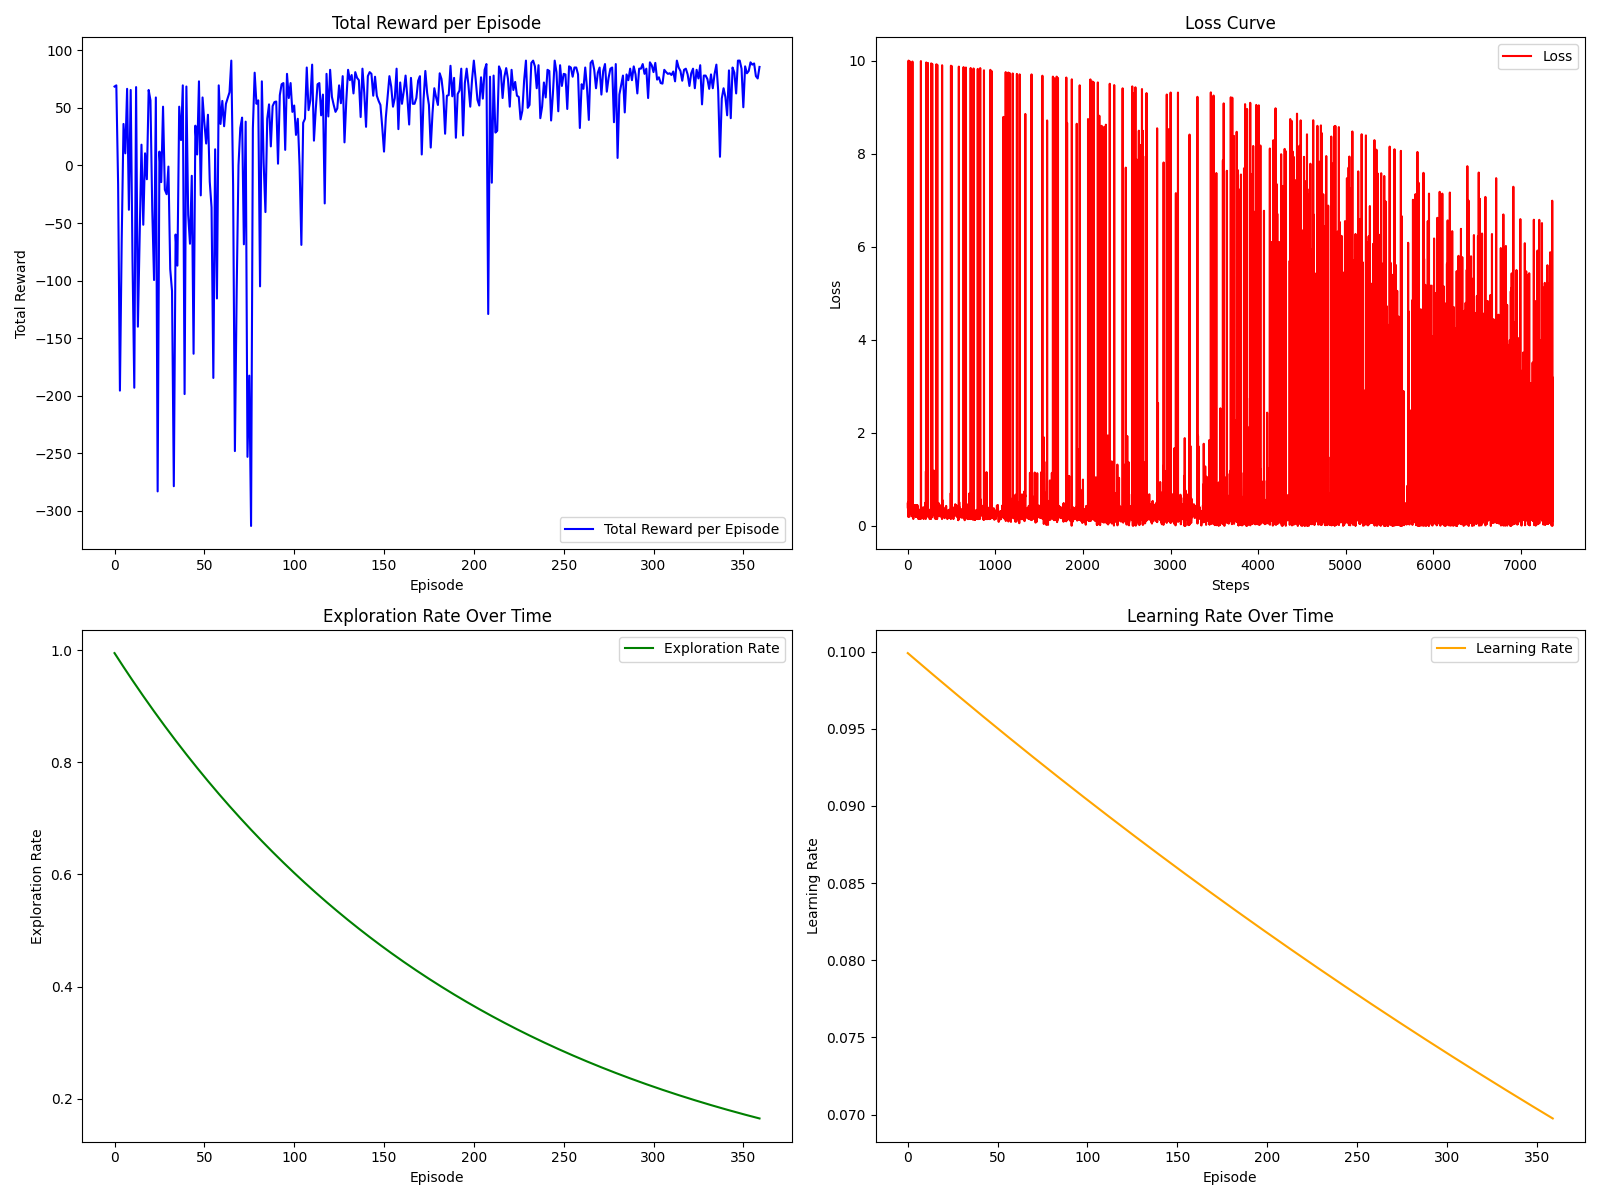 Total Reward per Episode
Total Reward
100
50
0
−50
−100
−150
−200
−250
−300
Total Reward per Episode
0 50 100 150 200 250 300 350
Episode
Loss Curve
Loss
10
8
6
4
2
0
Loss
0 1000 2000 3000 4000 5000 6000 7000
Steps
Exploration Rate Over Time
Exploration Rate
1.0
0.8
0.6
0.4
0.2
Exploration Rate
0 50 100 150 200 250 300 350
Episode
Learning Rate Over Time
Learning Rate
0.100
0.095
0.090
0.085
0.080
0.075
0.070
Learning Rate
0 50 100 150 200 250 300 350
Episode